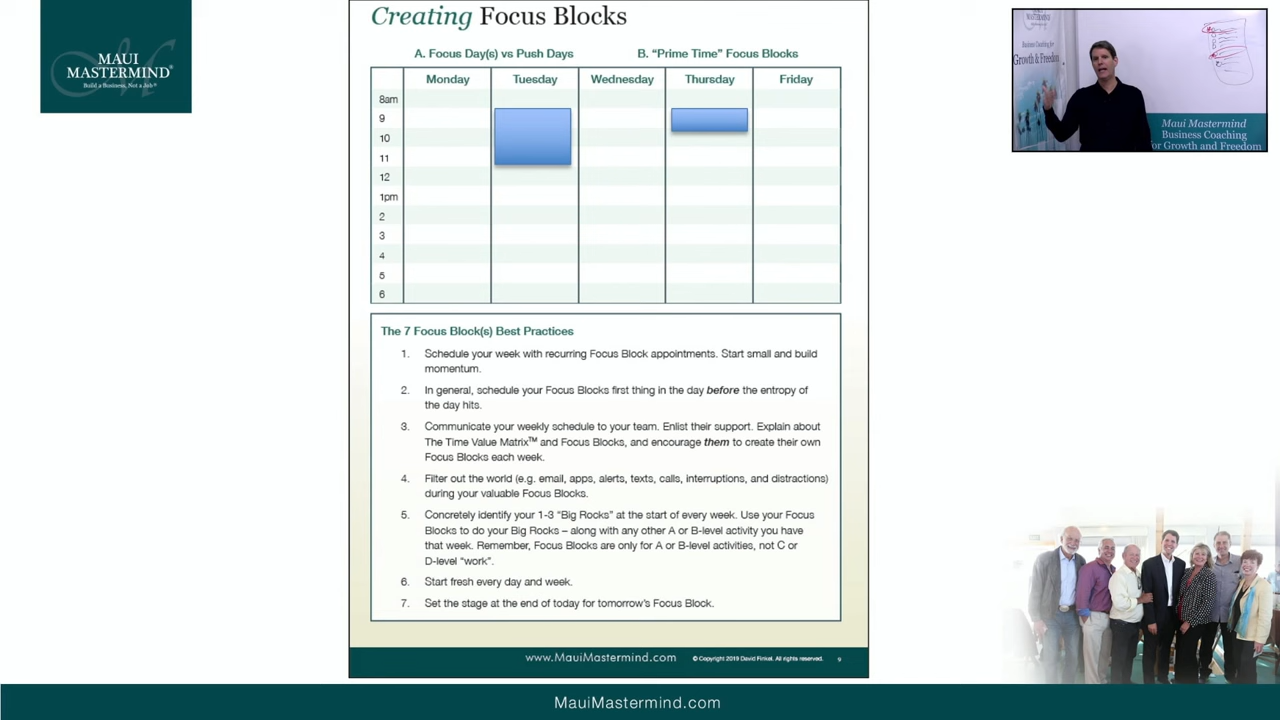 MAUI
MASTERMIND®
Build a Business, Not a Job™
Creating Focus Blocks
A. Focus Day(s) vs Push Days
B. “Prime Time” Focus Blocks
Monday Tuesday Wednesday Thursday Friday
8am
9
10
11
12
1pm
2
3
4
5
6
The 7 Focus Block(s) Best Practices
1. Schedule your week with recurring Focus Block appointments. Start small and build
momentum.
2. In general, schedule your Focus Blocks first thing in the day before the entropy of
the day hits.
3. Communicate your weekly schedule to your team. Enlist their support. Explain about
The Time Value Matrix™ and Focus Blocks, and encourage them to create their own
Focus Blocks each week.
4. Filter out the world (e.g. email, apps, alerts, texts, calls, interruptions, and distractions)
during your valuable Focus Blocks.
5. Concretely identify your 1-3 “Big Rocks” at the start of every week. Use your Focus
Blocks to do your Big Rocks – along with any other A or B-level activity you have
that week. Remember, Focus Blocks are only for A or B-level activities, not C or
D-level “work”.
6. Start fresh every day and week.
7. Set the stage at the end of today for tomorrow’s Focus Block.
www.MauiMastermind.com
© Copyright 2019 David Finkel. All rights reserved.
9
MASTERMIND
Business Coaching for
Growth & Freedom
Maui Mastermind
Business Coaching
for Growth and Freedom
MauiMastermind.com